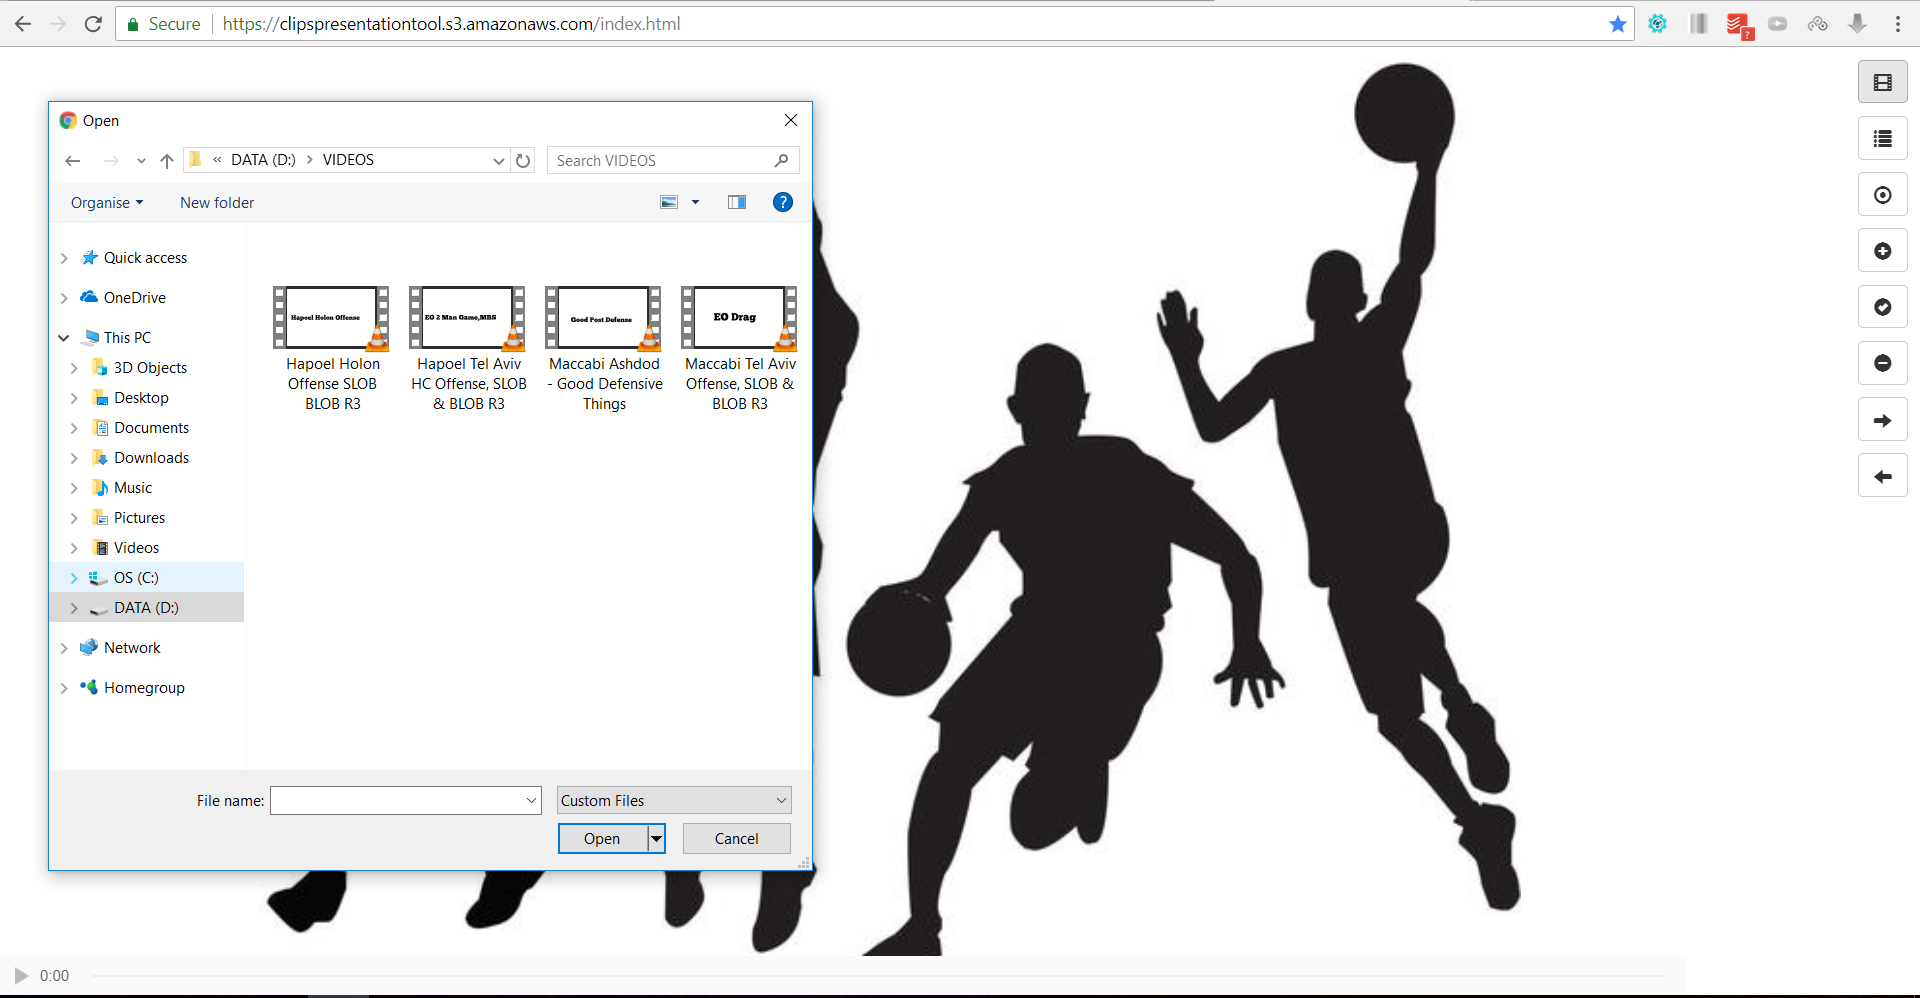 Secure https://clipspresentationtool.s3.amazonaws.com/index.html
?
Open
« DATA (D:) > VIDEOS
Search VIDEOS
Organise
New folder
?
Quick access
OneDrive
This PC
3D Objects
Desktop
Documents
Downloads
Music
Pictures
Videos
OS (C:)
DATA (D:)
Network
Homegroup
Hapoel Holon Offense
Hapoel Holon
Offense SLOB
BLOB R3
EO 2 Man Game,MBS
Hapoel Tel Aviv
HC Offense, SLOB
& BLOB R3
Good Post Defense
Maccabi Ashdod
- Good Defensive
Things
EO Drag
Maccabi Tel Aviv
Offense, SLOB &
BLOB R3
File name:
Custom Files
Open
Cancel
0:00